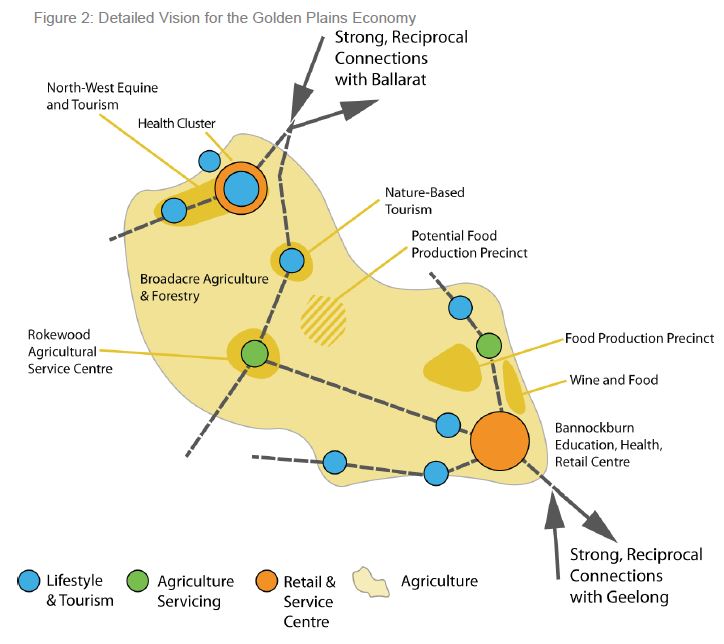 Figure 2: Detailed Vision for the Golden Plains Economy
Strong, Reciprocal
Connections
with Ballarat
North-West Equine
and Tourism
Health Cluster
Nature-Based
Tourism
Potential Food
Production Precinct
Broadacre Agriculture
& Forestry
Rokewood
Agricultural
Service Centre
Food Production Precinct
Wine and Food
Bannockburn
Education, Health,
Retail Centre
Strong, Reciprocal
Connections
with Geelong
Lifestyle
& Tourism
Agriculture
Servicing
Retail &
Service
Centre
Agriculture